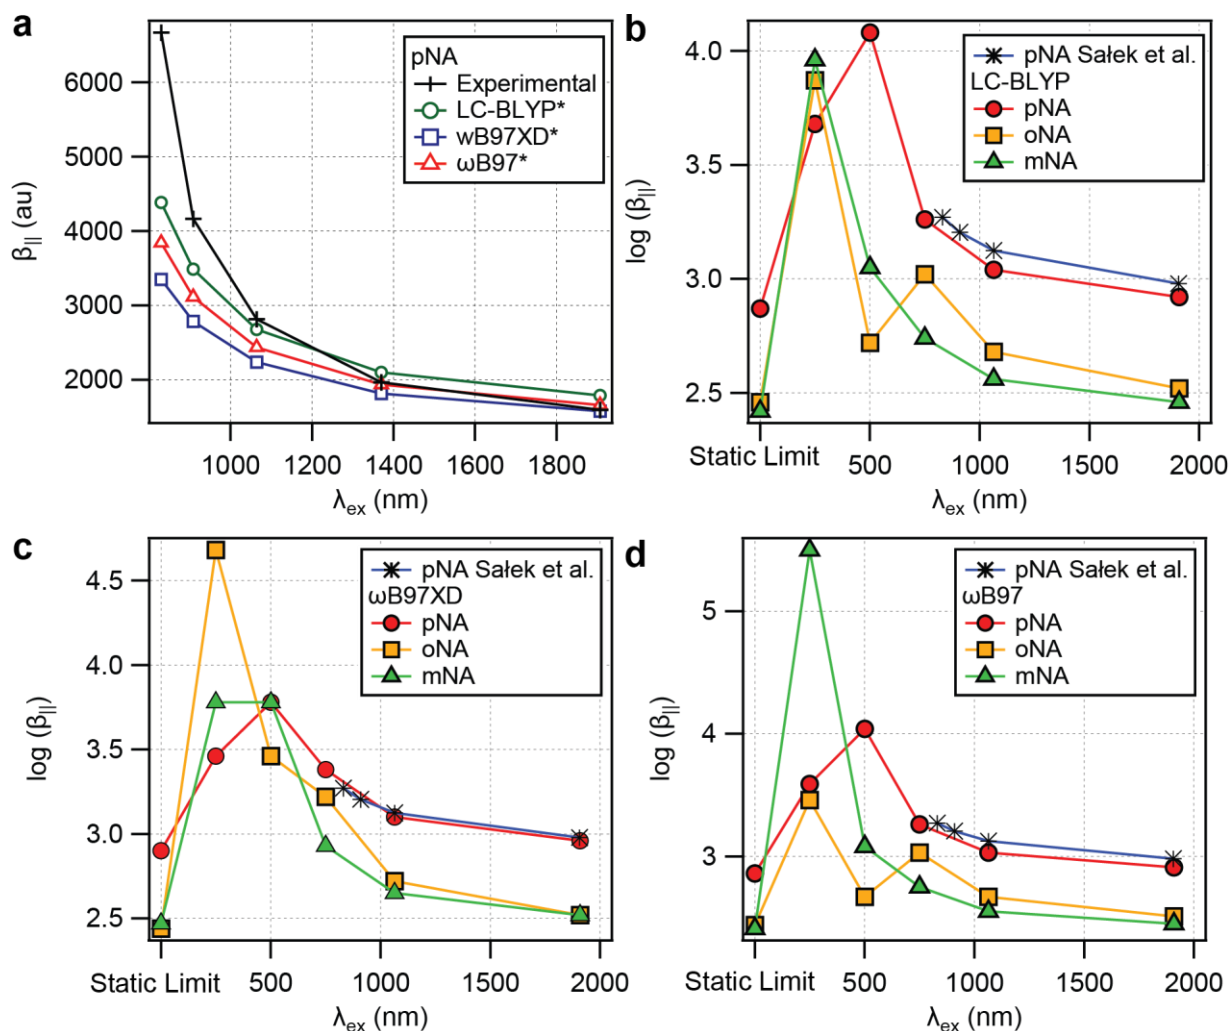 a
pNA
Experimental
LC-BLYP*
wB97XD*
ωB97*
6000
5000
4000
3000
2000
β|| (au)
1000
1200
1400
1600
1800
λex (nm)
b
pNA Sałek et al.
LC-BLYP
pNA
oNA
mNA
4.0
3.5
3.0
2.5
log (β||)
Static Limit
500
1000
1500
2000
λex (nm)
c
pNA Sałek et al.
ωB97XD
pNA
oNA
mNA
4.5
4.0
3.5
3.0
2.5
log (β||)
Static Limit
500
1000
1500
2000
λex (nm)
d
pNA Sałek et al.
ωB97
pNA
oNA
mNA
5
4
3
log (β||)
Static Limit
500
1000
1500
2000
λex (nm)